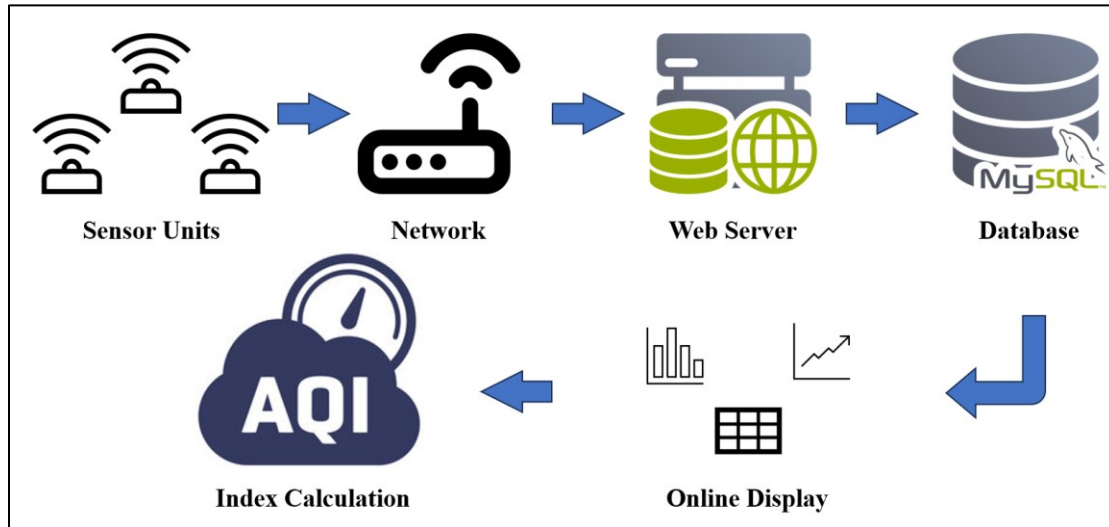 MySQL
Sensor Units
Network
Web Server
Database
AQI
Index Calculation
Online Display